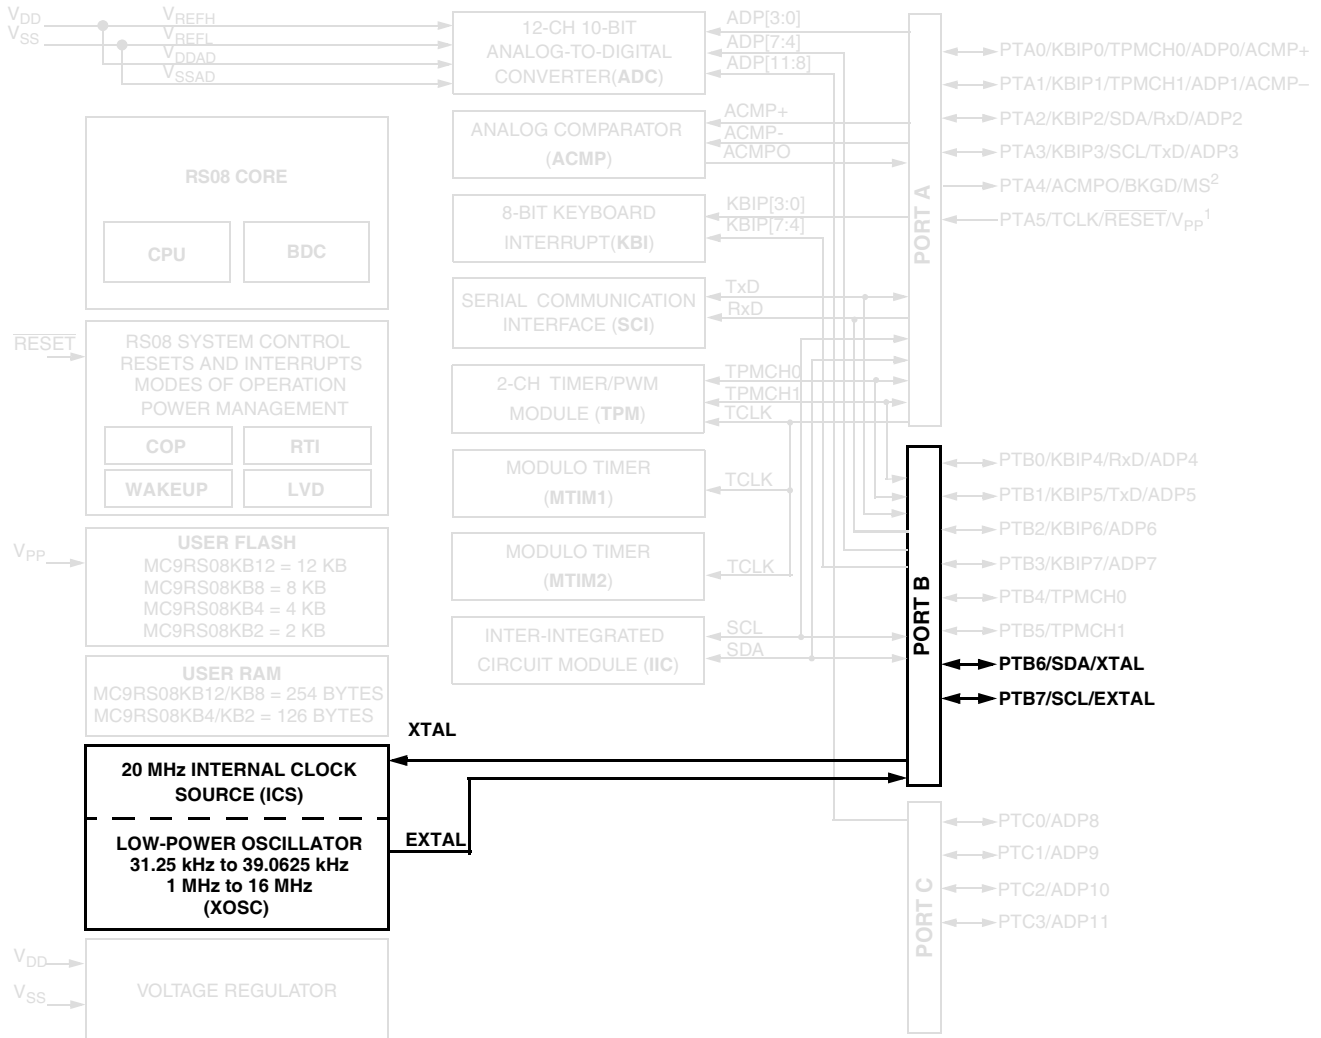 VDD
VSS
VREFH
VREFL
VDDAD
VSSAD
12-CH 10-BIT
ANALOG-TO-DIGITAL
CONVERTER(ADC)
ADP[3:0]
ADP[7:4]
ADP[11:8]
ANALOG COMPARATOR
(ACMP)
ACMP+
ACMP-
ACMPO
8-BIT KEYBOARD
INTERRUPT(KBI)
KBIP[3:0]
KBIP[7:4]
SERIAL COMMUNICATION
INTERFACE (SCI)
TxD
RxD
2-CH TIMER/PWM
MODULE (TPM)
TPMCH0
TPMCH1
TCLK
MODULO TIMER
(MTIM1)
TCLK
MODULO TIMER
(MTIM2)
TCLK
INTER-INTEGRATED
CIRCUIT MODULE (IIC)
SCL
SDA
RS08 CORE
CPU
BDC
RESET
RS08 SYSTEM CONTROL
RESETS AND INTERRUPTS
MODES OF OPERATION
POWER MANAGEMENT
COP
RTI
WAKEUP
LVD
VPP
USER FLASH
MC9RS08KB12 = 12 KB
MC9RS08KB8 = 8 KB
MC9RS08KB4 = 4 KB
MC9RS08KB2 = 2 KB
USER RAM
MC9RS08KB12/KB8 = 254 BYTES
MC9RS08KB4/KB2 = 126 BYTES
20 MHz INTERNAL CLOCK
SOURCE (ICS)
LOW-POWER OSCILLATOR
31.25 kHz to 39.0625 kHz
1 MHz to 16 MHz
(XOSC)
XTAL
EXTAL
VDD
VSS
VOLTAGE REGULATOR
PORT A
PTA0/KBIP0/TPMCH0/ADP0/ACMP+
PTA1/KBIP1/TPMCH1/ADP1/ACMP–
PTA2/KBIP2/SDA/RxD/ADP2
PTA3/KBIP3/SCL/TxD/ADP3
PTA4/ACMPO/BKGD/MS2
PTA5/TCLK/RESET/VPP1
PORT B
PTB0/KBIP4/RxD/ADP4
PTB1/KBIP5/TxD/ADP5
PTB2/KBIP6/ADP6
PTB3/KBIP7/ADP7
PTB4/TPMCH0
PTB5/TPMCH1
PTB6/SDA/XTAL
PTB7/SCL/EXTAL
PORT C
PTC0/ADP8
PTC1/ADP9
PTC2/ADP10
PTC3/ADP11